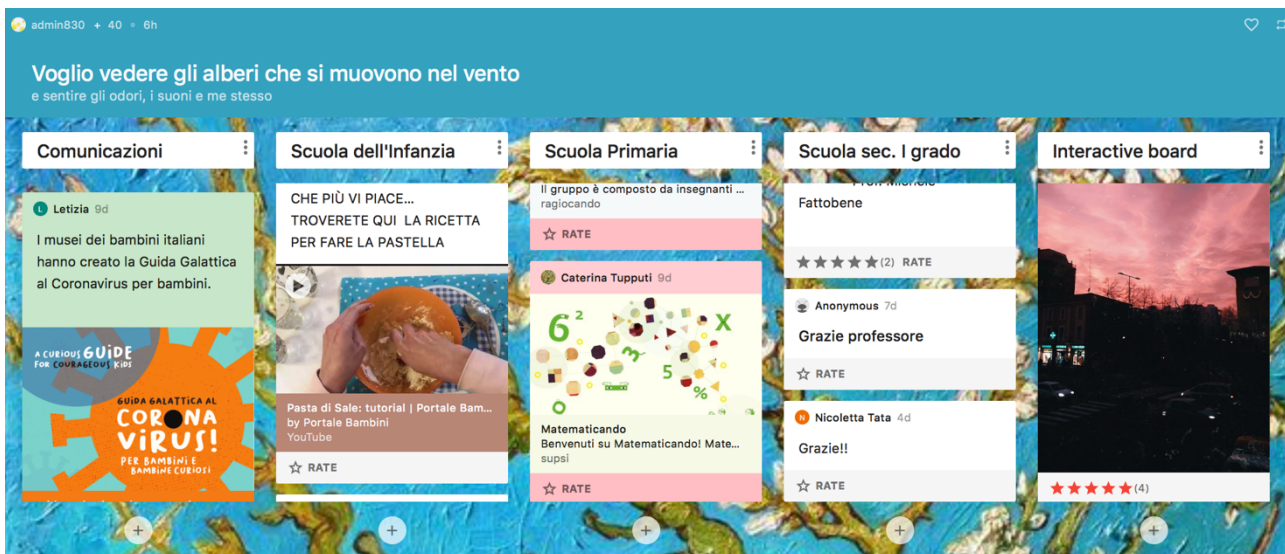 admin830 + 40 • 6h
Voglio vedere gli alberi che si muovono nel vento
e sentire gli odori, i suoni e me stesso
Comunicazioni
L Letizia 9d
I musei dei bambini italiani
hanno creato la Guida Galattica
al Coronavirus per bambini.
A CURIOUS GUIDE
FOR COURAGEOUS KIDS
GUIDA GALATTICA AL
CORONA
VIRUS!
PER BAMBINI E
BAMBINE CURIOSI
Scuola dell'Infanzia
CHE PIÙ VI PIACE...
TROVERETE QUI LA RICETTA
PER FARE LA PASTELLA
Pasta di Sale: tutorial | Portale Bam...
by Portale Bambini
YouTube
RATE
Scuola Primaria
Il gruppo è composto da insegnanti ...
ragiocando
RATE
Caterina Tupputi 9d
6 2 X
3
5
%
Matematicando
Benvenuti su Matematicando! Mate...
supsi
RATE
Scuola sec. I grado
Fattobene
(2) RATE
Anonymous 7d
Grazie professore
RATE
N Nicoletta Tata 4d
Grazie!!
RATE
Interactive board
(4)